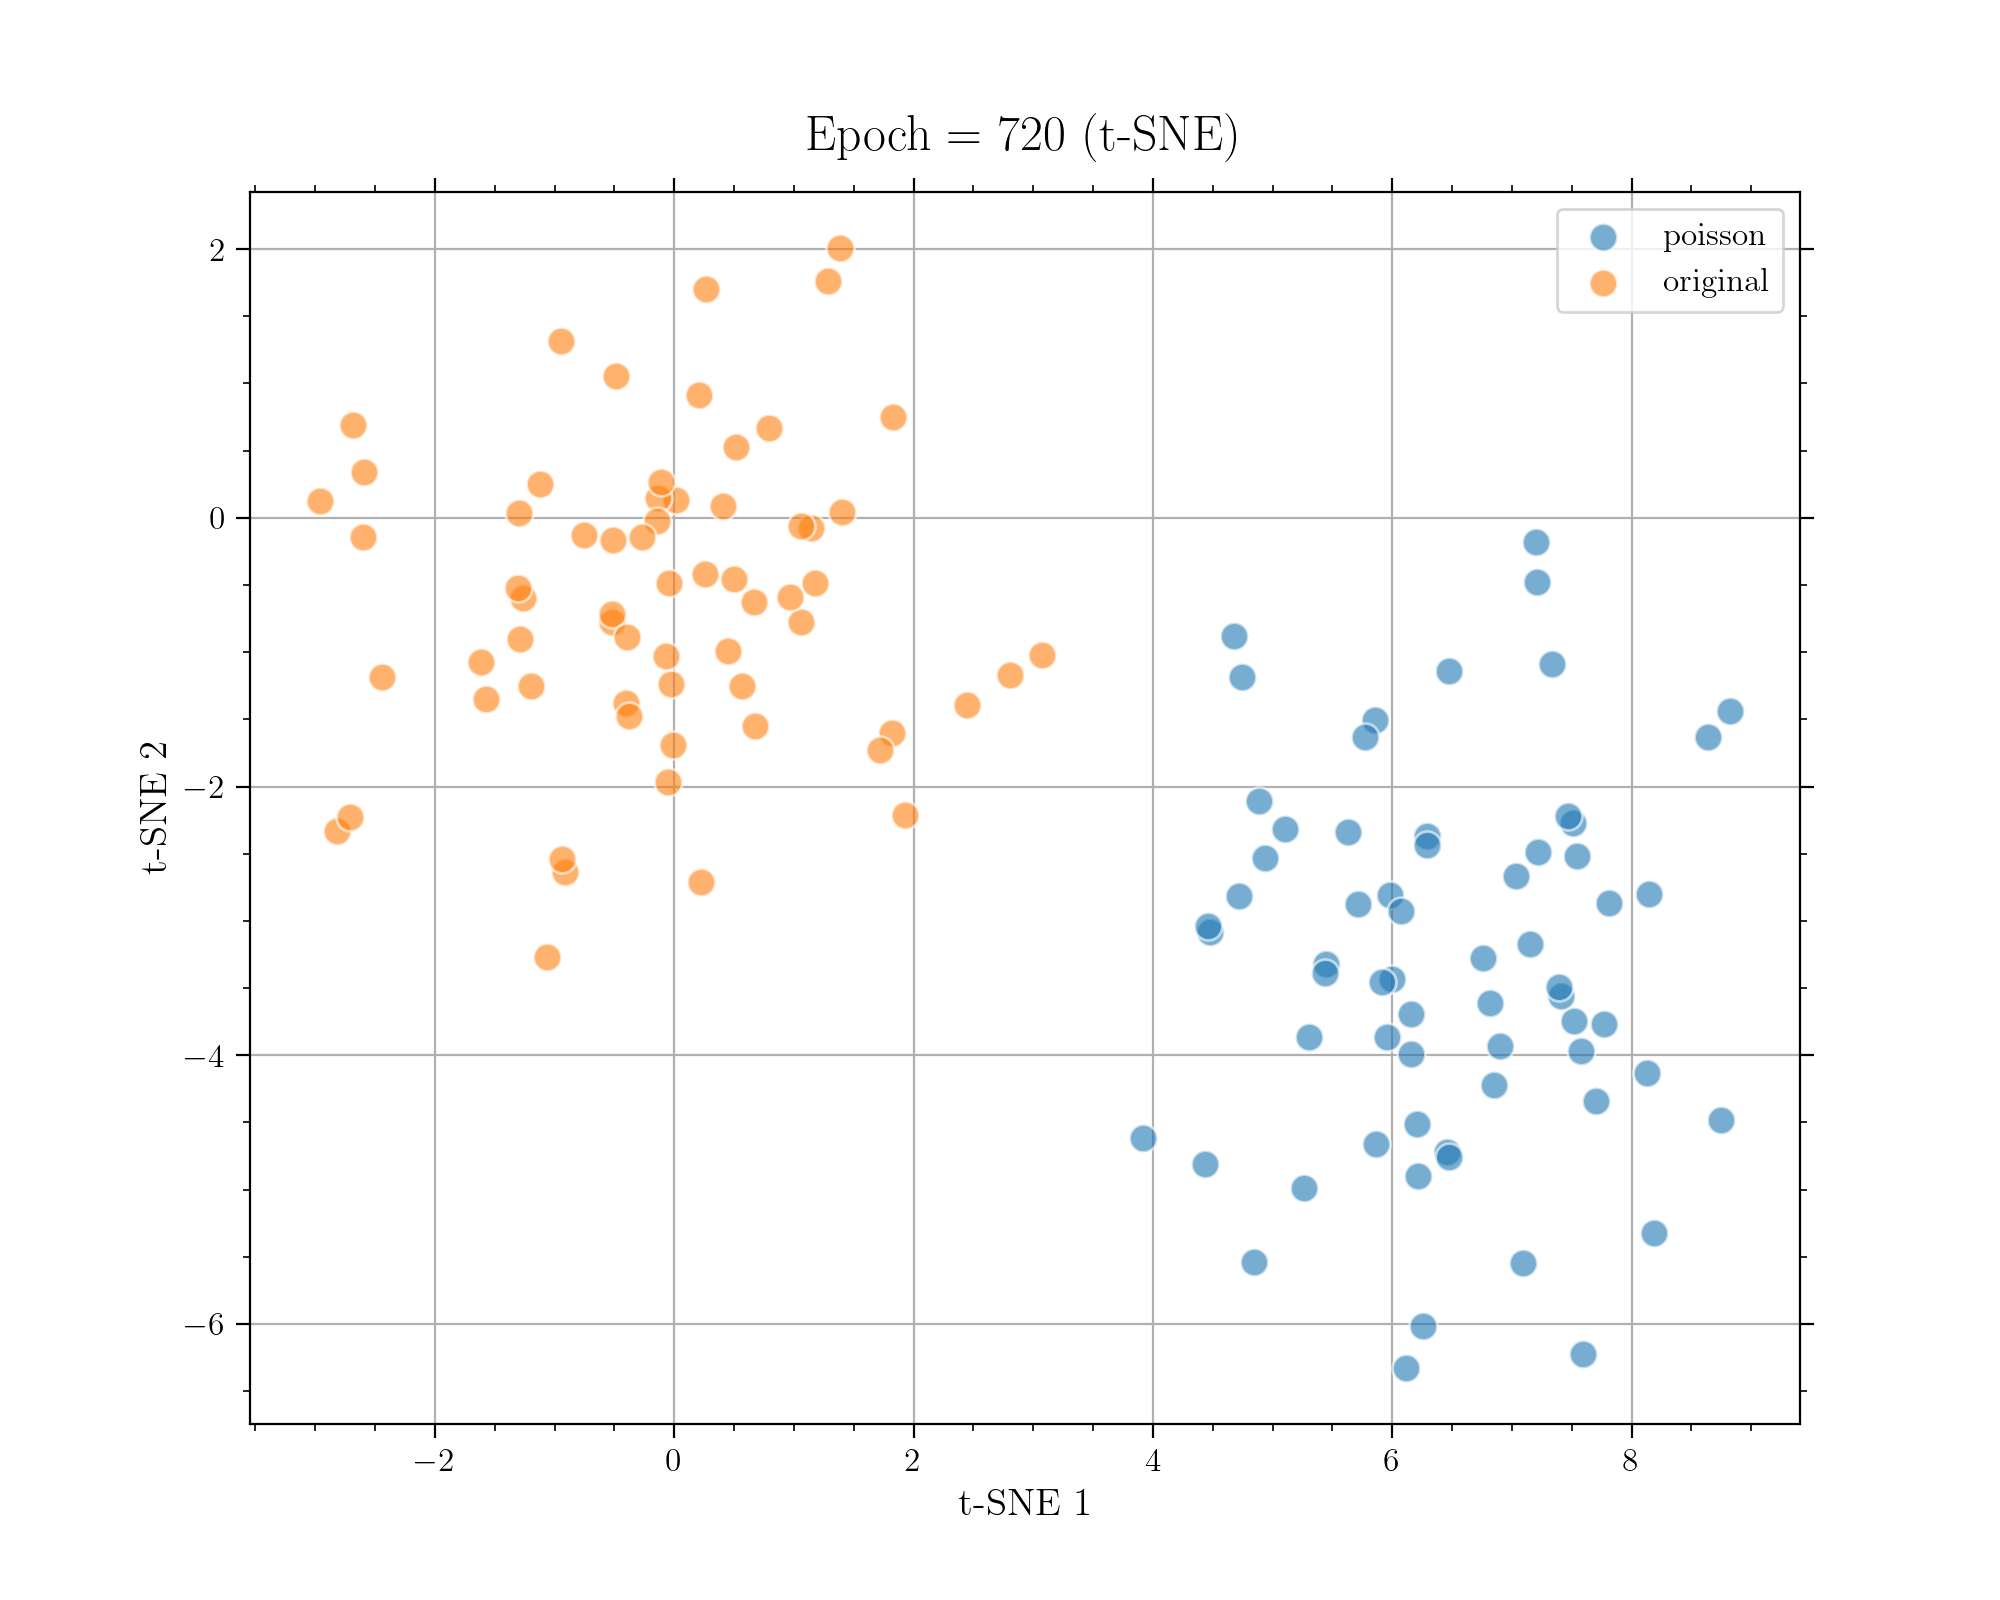 Epoch = 720 (t-SNE)
poisson
original
2
0
−2
−4
−6
t-SNE 2
−2
0
2
4
6
8
t-SNE 1